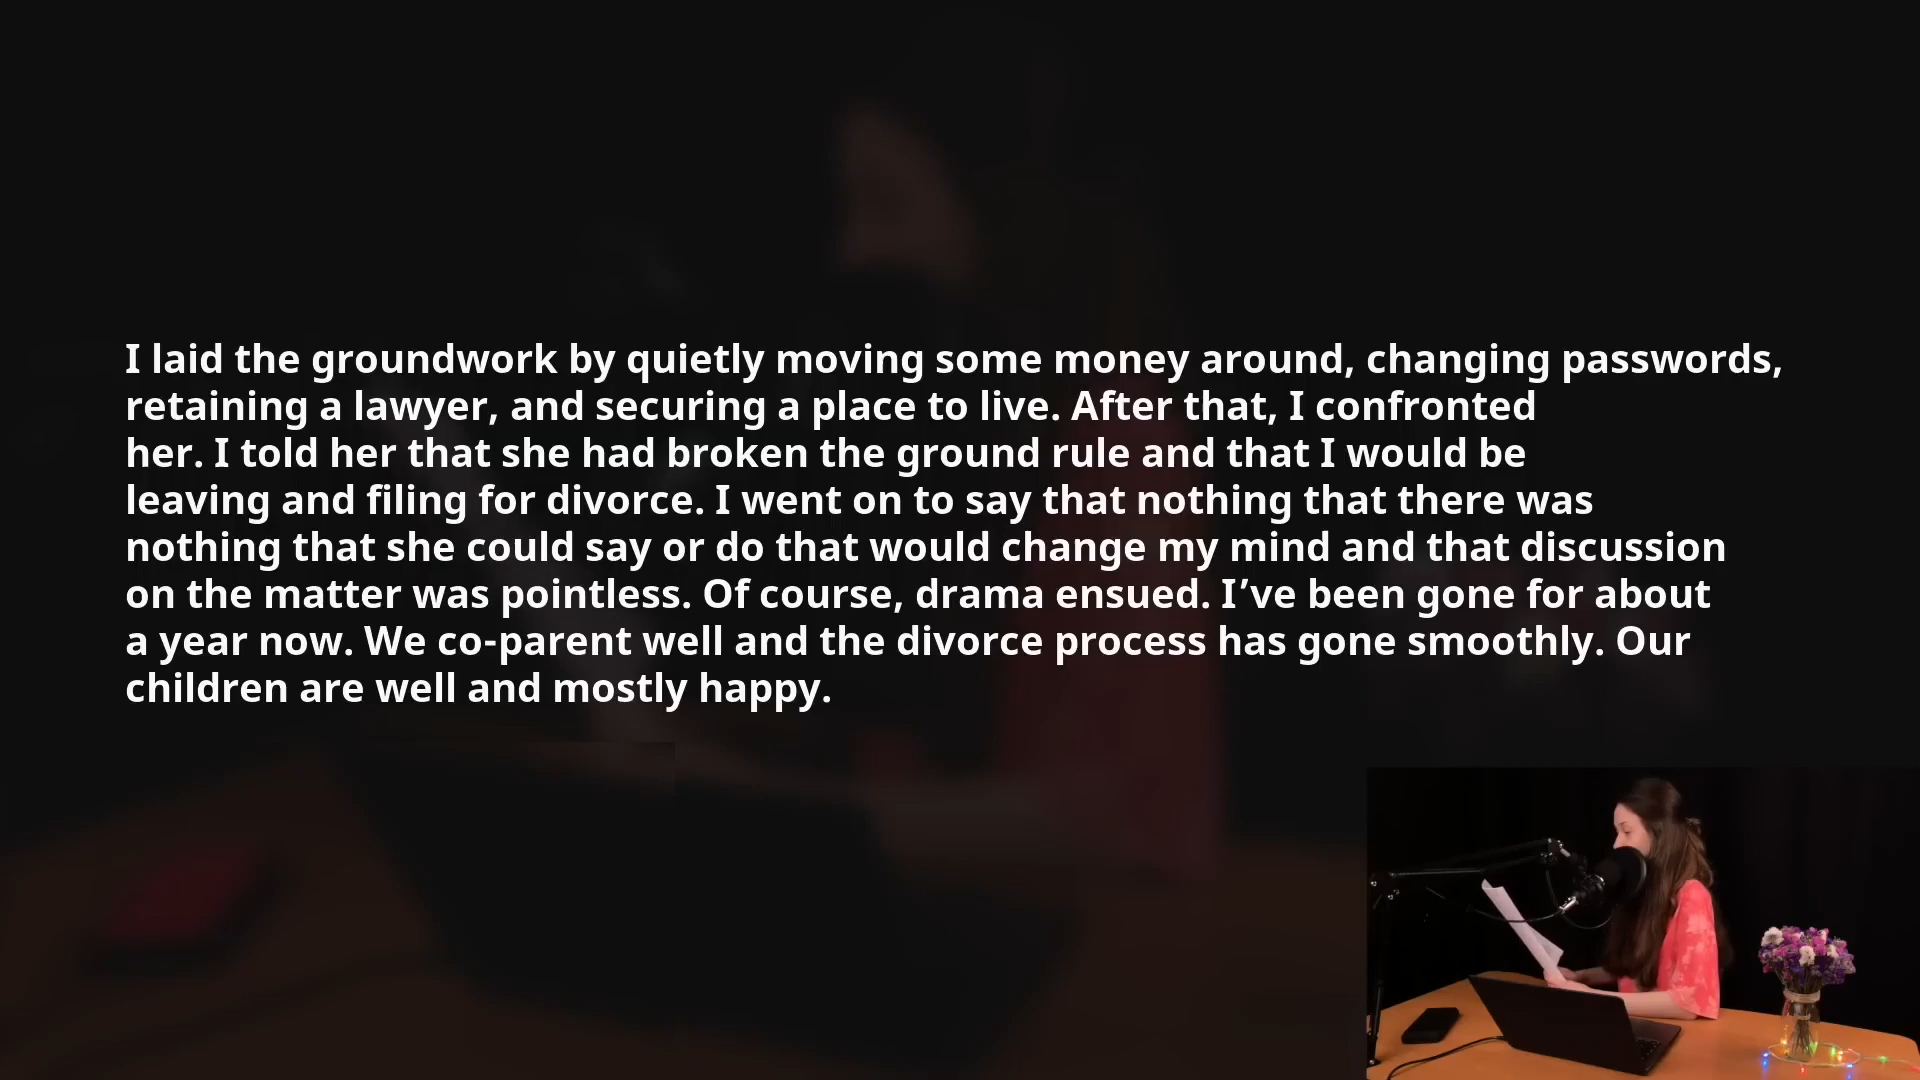 I laid the groundwork by quietly moving some money around, changing passwords,
retaining a lawyer, and securing a place to live. After that, I confronted
her. I told her that she had broken the ground rule and that I would be
leaving and filing for divorce. I went on to say that nothing that there was
nothing that she could say or do that would change my mind and that discussion
on the matter was pointless. Of course, drama ensued. I’ve been gone for about
a year now. We co-parent well and the divorce process has gone smoothly. Our
children are well and mostly happy.